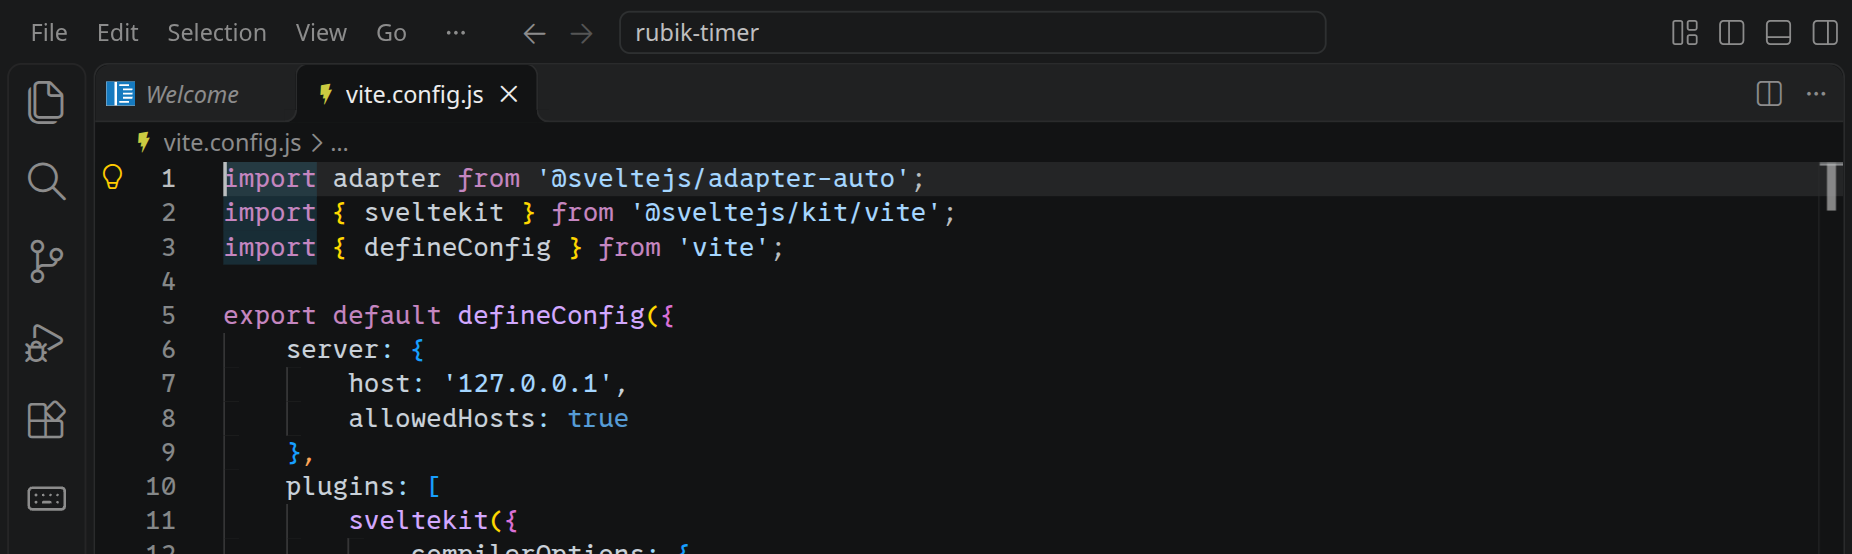 File Edit Selection View Go ··· rubik-timer
Welcome vite.config.js
vite.config.js > ...
1 import adapter from '@sveltejs/adapter-auto';
2 import { sveltekit } from '@sveltejs/kit/vite';
3 import { defineConfig } from 'vite';
4
5 export default defineConfig({
6 server: {
7 host: '127.0.0.1',
8 allowedHosts: true
9 },
10 plugins: [
11 sveltekit({
12 compilerOptions: {